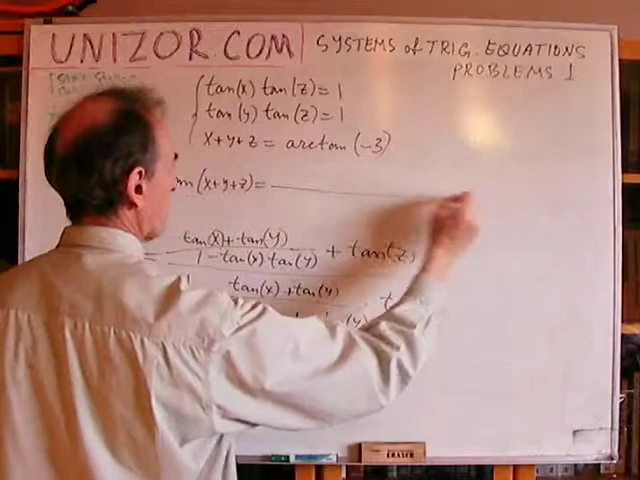 UNIZOR.COM
SYSTEMS of TRIG. EQUATIONS
PROBLEMS 1
tan(x) tan(z)=1
tan(y) tan(z)=1
x+y+z = arctan(-3)
(x+y+z)=
tan(x)+tan(y)
1-tan(x) tan(y)
+ tan(z)
tan(x)+tan(y)
ERASER